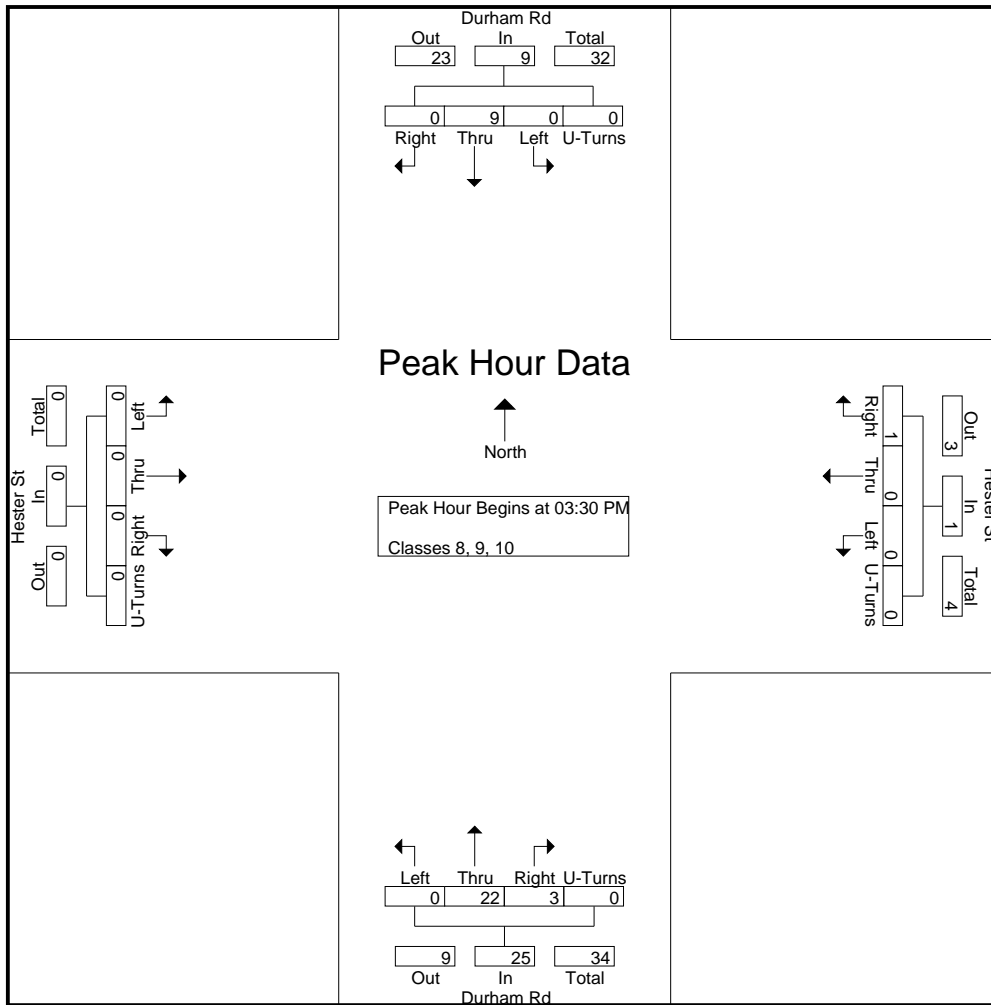 Durham Rd
Out In Total
23 9 32
0 9 0 0
Right Thru Left U-Turns
Peak Hour Data
North
Peak Hour Begins at 03:30 PM
Classes 8, 9, 10
Hester St
Total In Out
0 0 0
0 0 0 0
Left Thru Right U-Turns
Right Thru Left U-Turns
1 0 0 0
Out In Total
3 1 4
Hester St
Left Thru Right U-Turns
0 22 3 0
9 25 34
Out In Total
Durham Rd